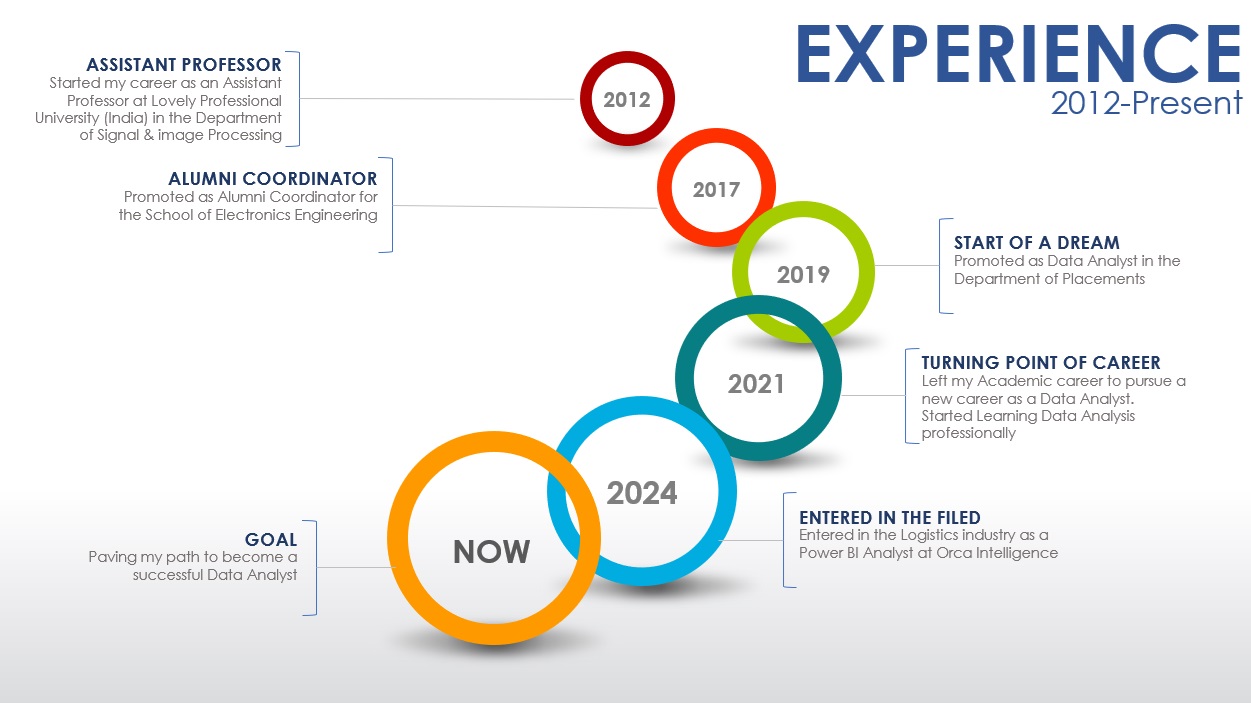 EXPERIENCE
2012-Present
ASSISTANT PROFESSOR
Started my career as an Assistant
Professor at Lovely Professional
University (India) in the Department
of Signal & image Processing
2012
ALUMNI COORDINATOR
Promoted as Alumni Coordinator for
the School of Electronics Engineering
2017
2019
START OF A DREAM
Promoted as Data Analyst in the
Department of Placements
2021
TURNING POINT OF CAREER
Left my Academic career to pursue a
new career as a Data Analyst.
Started Learning Data Analysis
professionally
2024
ENTERED IN THE FILED
Entered in the Logistics industry as a
Power BI Analyst at Orca Intelligence
GOAL
Paving my path to become a
successful Data Analyst
NOW